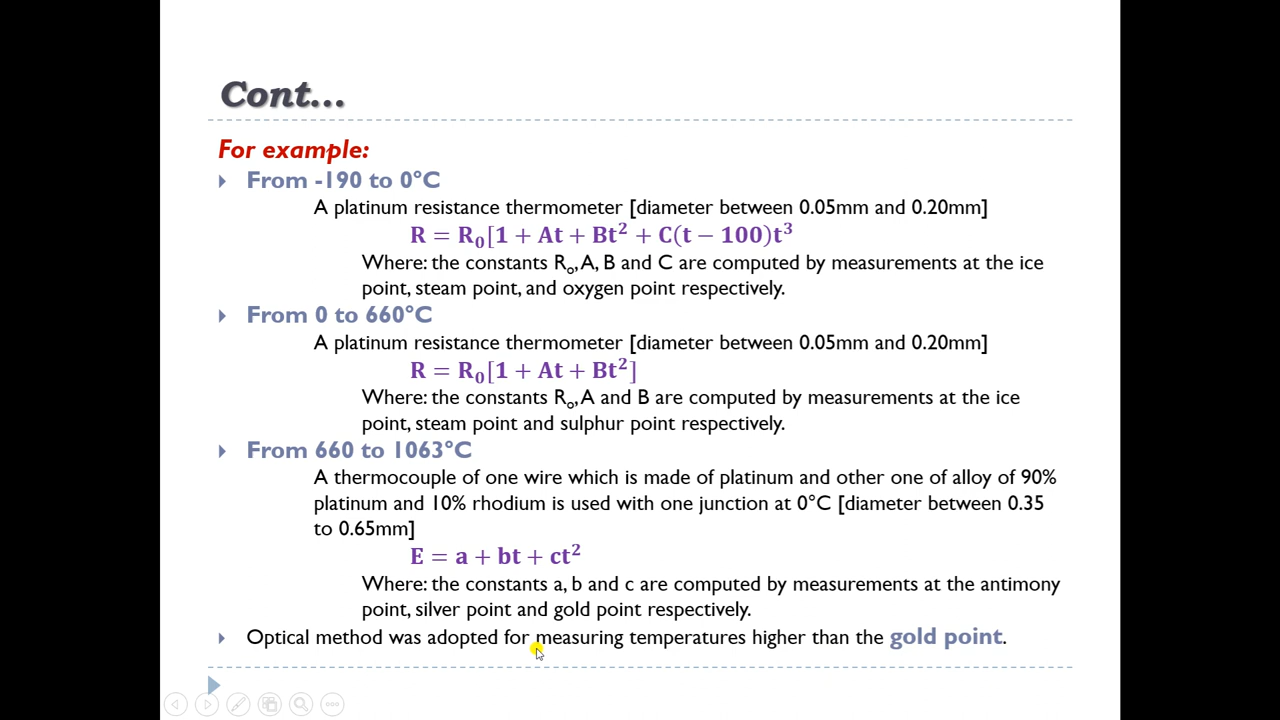 Cont...
For example:
From -190 to 0°C
A platinum resistance thermometer [diameter between 0.05mm and 0.20mm]
R = R₀[1 + At + Bt² + C(t − 100)t³
Where: the constants Rₒ, A, B and C are computed by measurements at the ice
point, steam point, and oxygen point respectively.
From 0 to 660°C
A platinum resistance thermometer [diameter between 0.05mm and 0.20mm]
R = R₀[1 + At + Bt²]
Where: the constants Rₒ, A and B are computed by measurements at the ice
point, steam point and sulphur point respectively.
From 660 to 1063°C
A thermocouple of one wire which is made of platinum and other one of alloy of 90%
platinum and 10% rhodium is used with one junction at 0°C [diameter between 0.35
to 0.65mm]
E = a + bt + ct²
Where: the constants a, b and c are computed by measurements at the antimony
point, silver point and gold point respectively.
Optical method was adopted for measuring temperatures higher than the gold point.